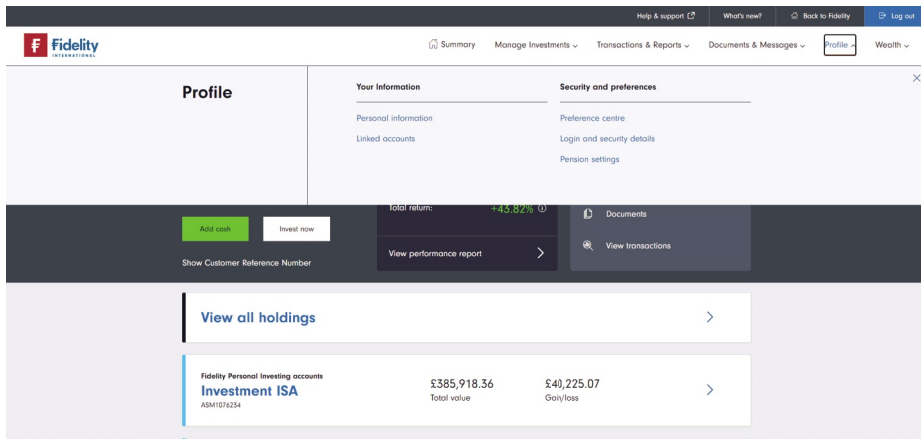 Help & support
What's new?
Back to Fidelity
Log out
Fidelity
INTERNATIONAL
Summary
Manage Investments
Transactions & Reports
Documents & Messages
Profile
Wealth
Profile
Your Information
Personal information
Linked accounts
Security and preferences
Preference centre
Login and security details
Pension settings
Add cash
Invest now
Show Customer Reference Number
Total return: +43.82%
View performance report
Documents
View transactions
View all holdings
Fidelity Personal Investing accounts
Investment ISA
ASM1076234
£385,918.36
Total value
£40,225.07
Gain/loss